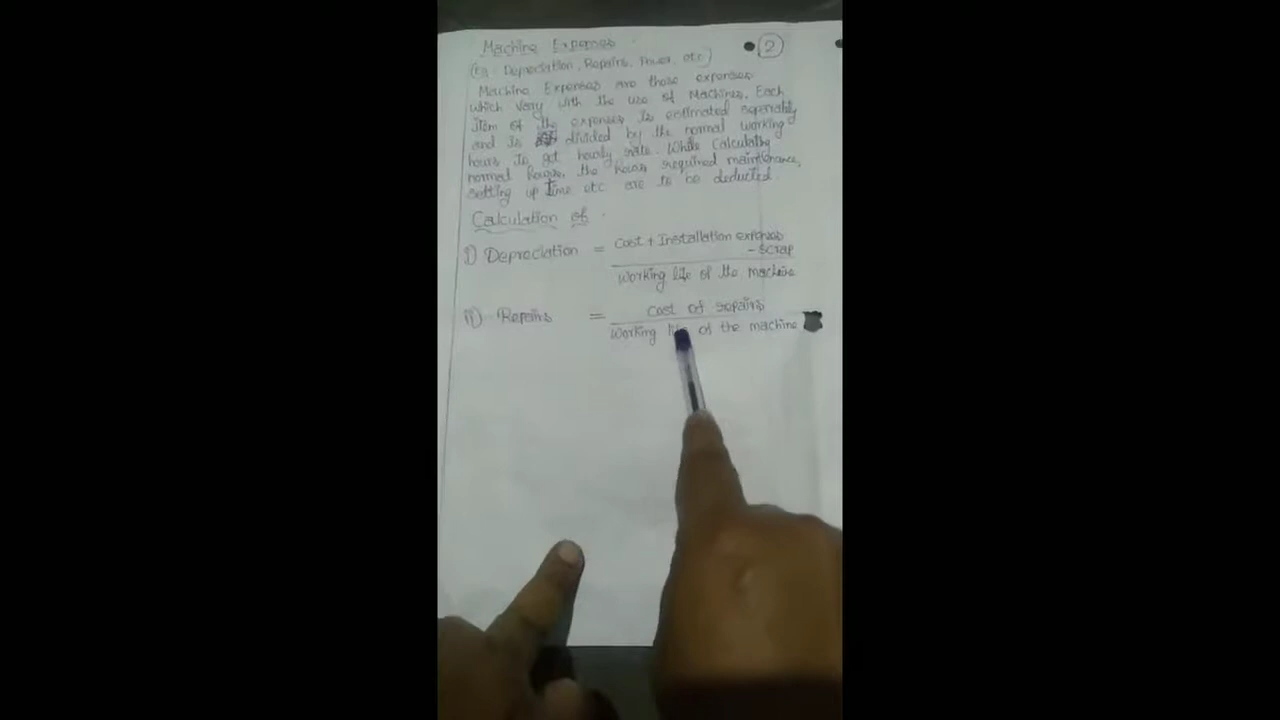 Machine Expenses
2
(Eg: Depreciation, Repairs, Power, etc)
Machine Expenses are those expenses
which vary with the use of Machines. Each
item of the expenses is estimated separately
and is divided by the normal working
hours to get hourly rate. While Calculating
normal hours, the hours required maintenance,
setting up time etc are to be deducted.
Calculation of
i) Depreciation = Cost + Installation expenses
- Scrap
Working life of the machine
ii) Repairs = Cost of repairs
Working life of the machine